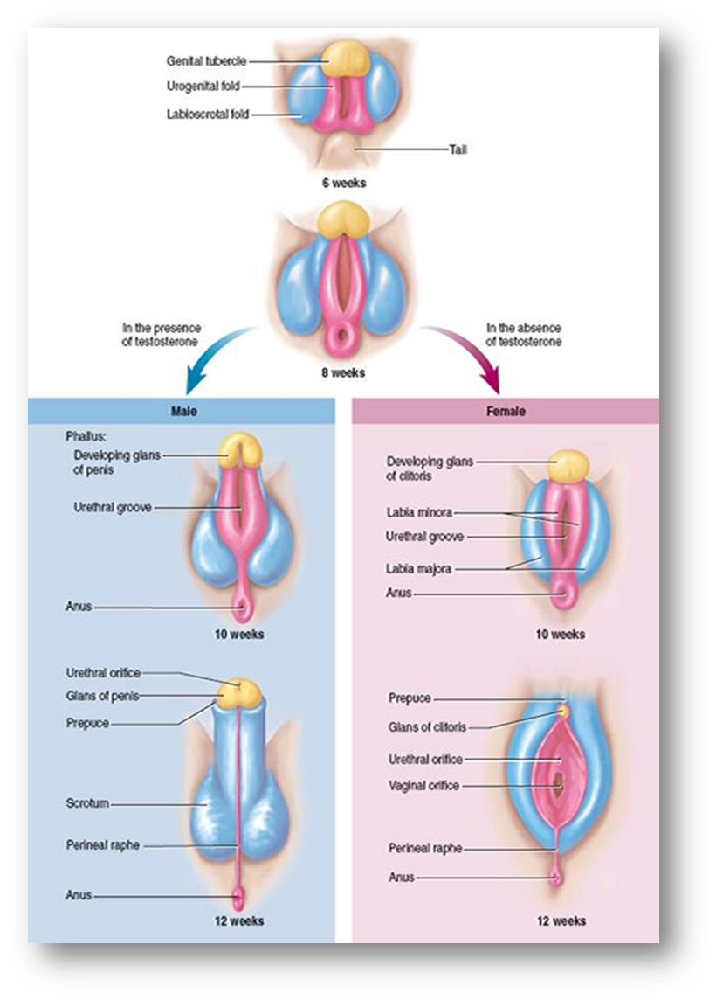 Genital tubercle
Urogenital fold
Labioscrotal fold
Tail
6 weeks
In the presence
of testosterone
In the absence
of testosterone
8 weeks
Male
Phallus:
Developing glans
of penis
Urethral groove
Anus
10 weeks
Urethral orifice
Glans of penis
Prepuce
Scrotum
Perineal raphe
Anus
12 weeks
Female
Developing glans
of clitoris
Labia minora
Urethral groove
Labia majora
Anus
10 weeks
Prepuce
Glans of clitoris
Urethral orifice
Vaginal orifice
Perineal raphe
Anus
12 weeks